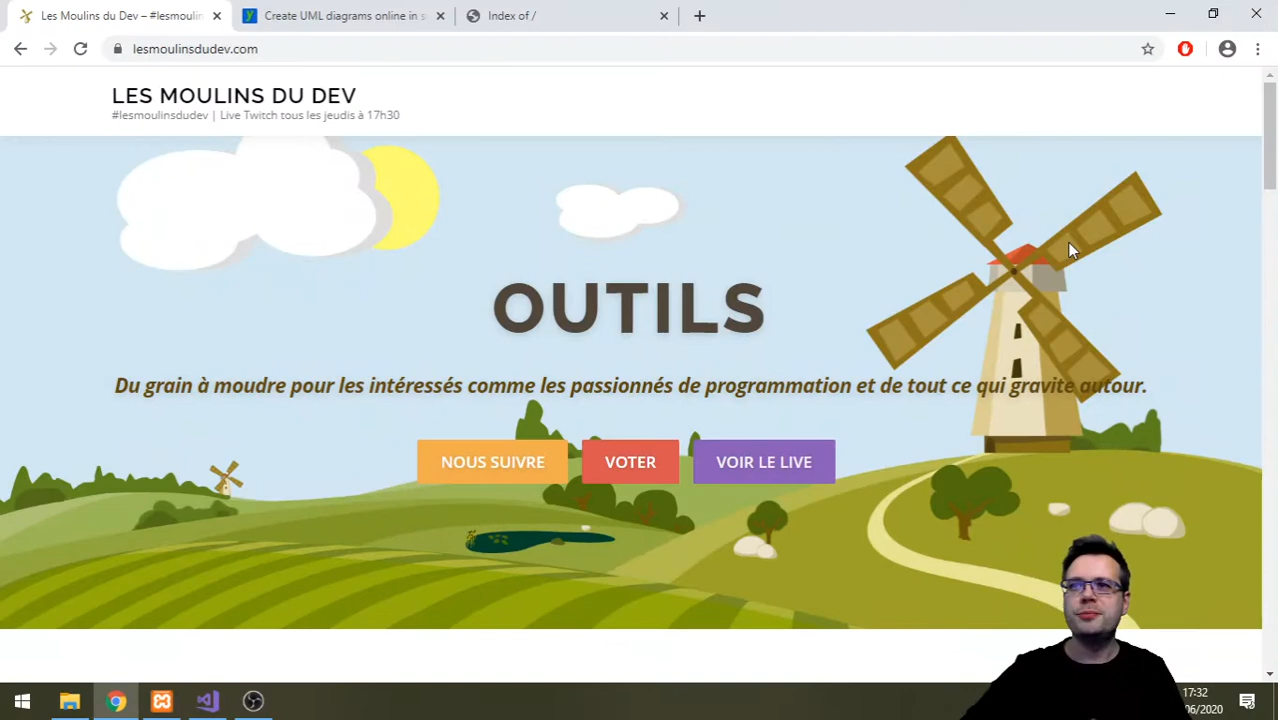 Les Moulins du Dev – #lesmoulin
Create UML diagrams online in s
Index of /
lesmoulinsdudev.com
LES MOULINS DU DEV
#lesmoulinsdudev | Live Twitch tous les jeudis à 17h30
OUTILS
Du grain à moudre pour les intéressés comme les passionnés de programmation et de tout ce qui gravite autour.
NOUS SUIVRE
VOTER
VOIR LE LIVE
17:32
06/2020